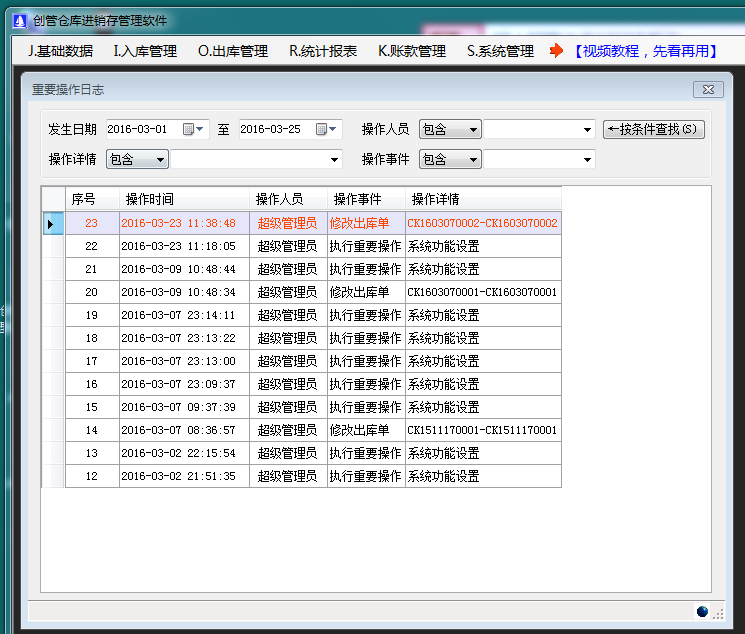 创管仓库进销存管理软件
J.基础数据 I.入库管理 O.出库管理 R.统计报表 K.账款管理 S.系统管理 【视频教程，先看再用】
重要操作日志
发生日期 2016-03-01 至 2016-03-25 操作人员 包含 ←按条件查找(S)
操作详情 包含 操作事件 包含
序号 操作时间 操作人员 操作事件 操作详情
23 2016-03-23 11:38:48 超级管理员 修改出库单 CK1603070002-CK1603070002
22 2016-03-23 11:18:05 超级管理员 执行重要操作 系统功能设置
21 2016-03-09 10:48:44 超级管理员 执行重要操作 系统功能设置
20 2016-03-09 10:48:34 超级管理员 修改出库单 CK1603070001-CK1603070001
19 2016-03-07 23:14:11 超级管理员 执行重要操作 系统功能设置
18 2016-03-07 23:13:22 超级管理员 执行重要操作 系统功能设置
17 2016-03-07 23:13:00 超级管理员 执行重要操作 系统功能设置
16 2016-03-07 23:09:37 超级管理员 执行重要操作 系统功能设置
15 2016-03-07 09:37:39 超级管理员 执行重要操作 系统功能设置
14 2016-03-07 08:36:57 超级管理员 修改出库单 CK1511170001-CK1511170001
13 2016-03-02 22:15:54 超级管理员 执行重要操作 系统功能设置
12 2016-03-02 21:51:35 超级管理员 执行重要操作 系统功能设置